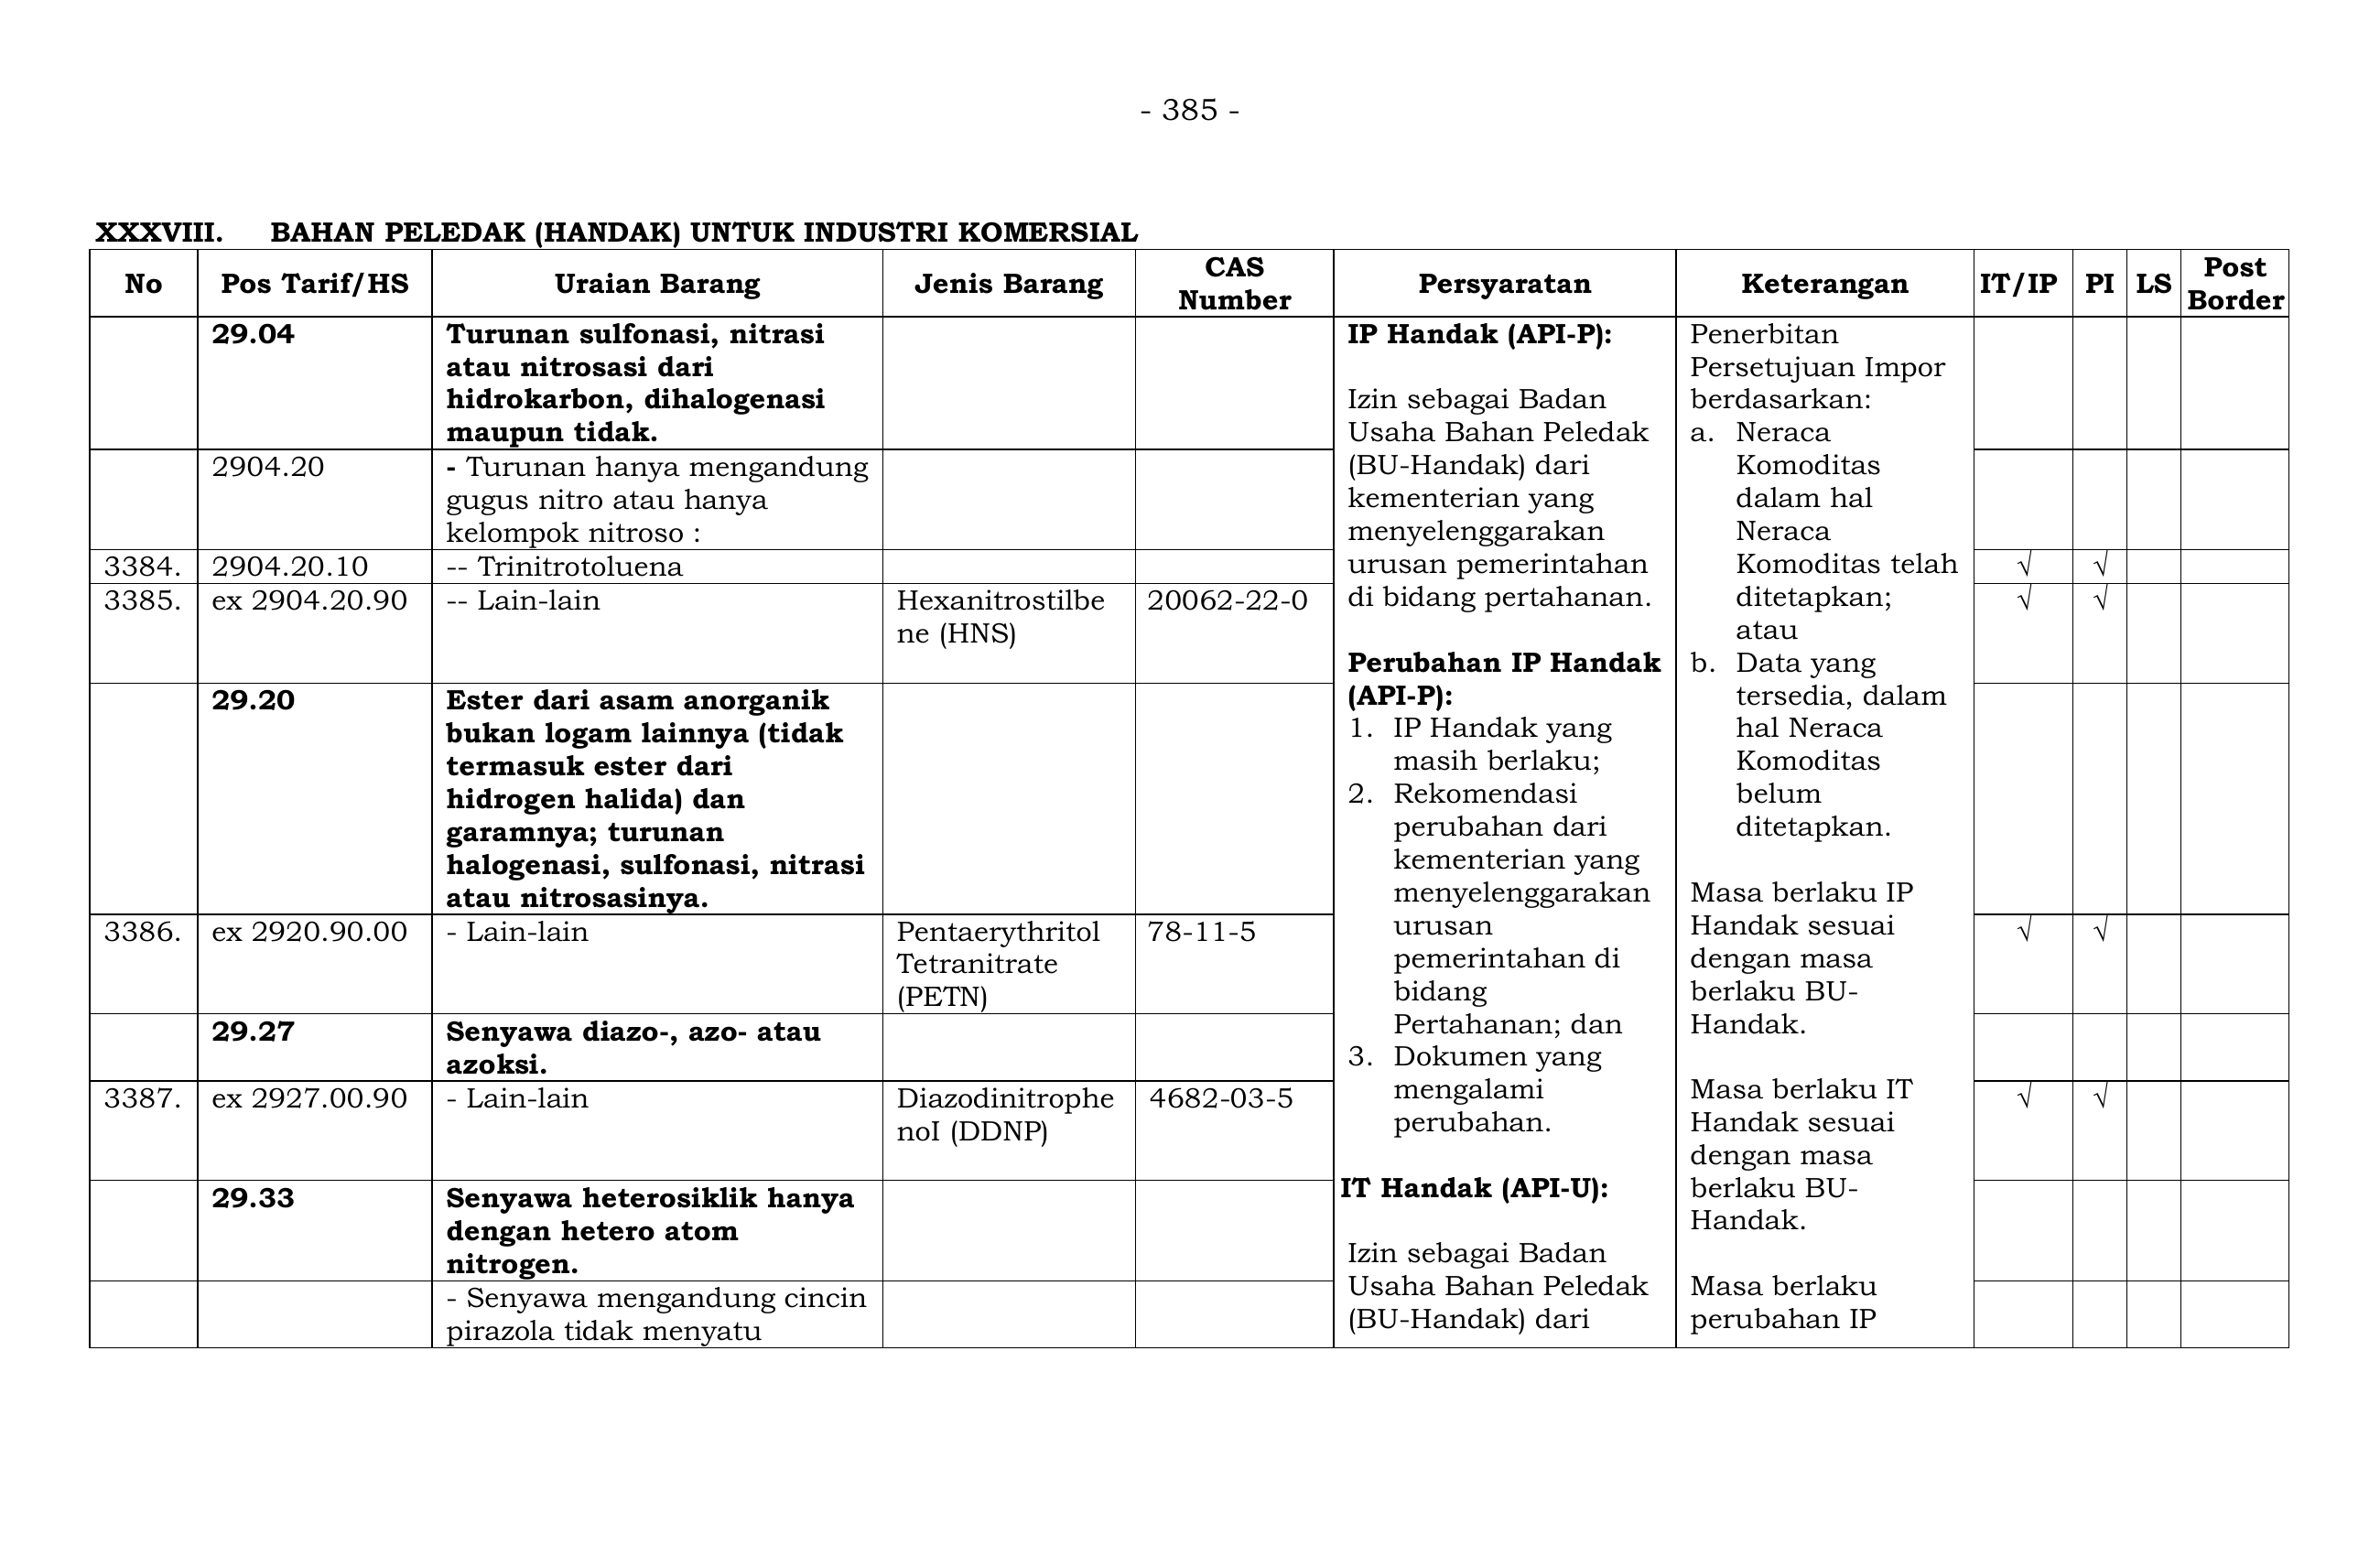 - 385 -
XXXVIII. BAHAN PELEDAK (HANDAK) UNTUK INDUSTRI KOMERSIAL
No
Pos Tarif/HS
Uraian Barang
Jenis Barang
CAS
Number
Persyaratan
Keterangan
IT/IP
PI
LS
Post
Border
29.04
Turunan sulfonasi, nitrasi
atau nitrosasi dari
hidrokarbon, dihalogenasi
maupun tidak.
2904.20
- Turunan hanya mengandung
gugus nitro atau hanya
kelompok nitroso :
3384.
2904.20.10
-- Trinitrotoluena
√
√
3385.
ex 2904.20.90
-- Lain-lain
Hexanitrostilbe
ne (HNS)
20062-22-0
√
√
29.20
Ester dari asam anorganik
bukan logam lainnya (tidak
termasuk ester dari
hidrogen halida) dan
garamnya; turunan
halogenasi, sulfonasi, nitrasi
atau nitrosasinya.
3386.
ex 2920.90.00
- Lain-lain
Pentaerythritol
Tetranitrate
(PETN)
78-11-5
√
√
29.27
Senyawa diazo-, azo- atau
azoksi.
3387.
ex 2927.00.90
- Lain-lain
Diazodinitrophe
noI (DDNP)
4682-03-5
√
√
29.33
Senyawa heterosiklik hanya
dengan hetero atom
nitrogen.
- Senyawa mengandung cincin
pirazola tidak menyatu
IP Handak (API-P):
Izin sebagai Badan
Usaha Bahan Peledak
(BU-Handak) dari
kementerian yang
menyelenggarakan
urusan pemerintahan
di bidang pertahanan.
Perubahan IP Handak
(API-P):
1. IP Handak yang
masih berlaku;
2. Rekomendasi
perubahan dari
kementerian yang
menyelenggarakan
urusan
pemerintahan di
bidang
Pertahanan; dan
3. Dokumen yang
mengalami
perubahan.
IT Handak (API-U):
Izin sebagai Badan
Usaha Bahan Peledak
(BU-Handak) dari
Penerbitan
Persetujuan Impor
berdasarkan:
a. Neraca
Komoditas
dalam hal
Neraca
Komoditas telah
ditetapkan;
atau
b. Data yang
tersedia, dalam
hal Neraca
Komoditas
belum
ditetapkan.
Masa berlaku IP
Handak sesuai
dengan masa
berlaku BU-
Handak.
Masa berlaku IT
Handak sesuai
dengan masa
berlaku BU-
Handak.
Masa berlaku
perubahan IP